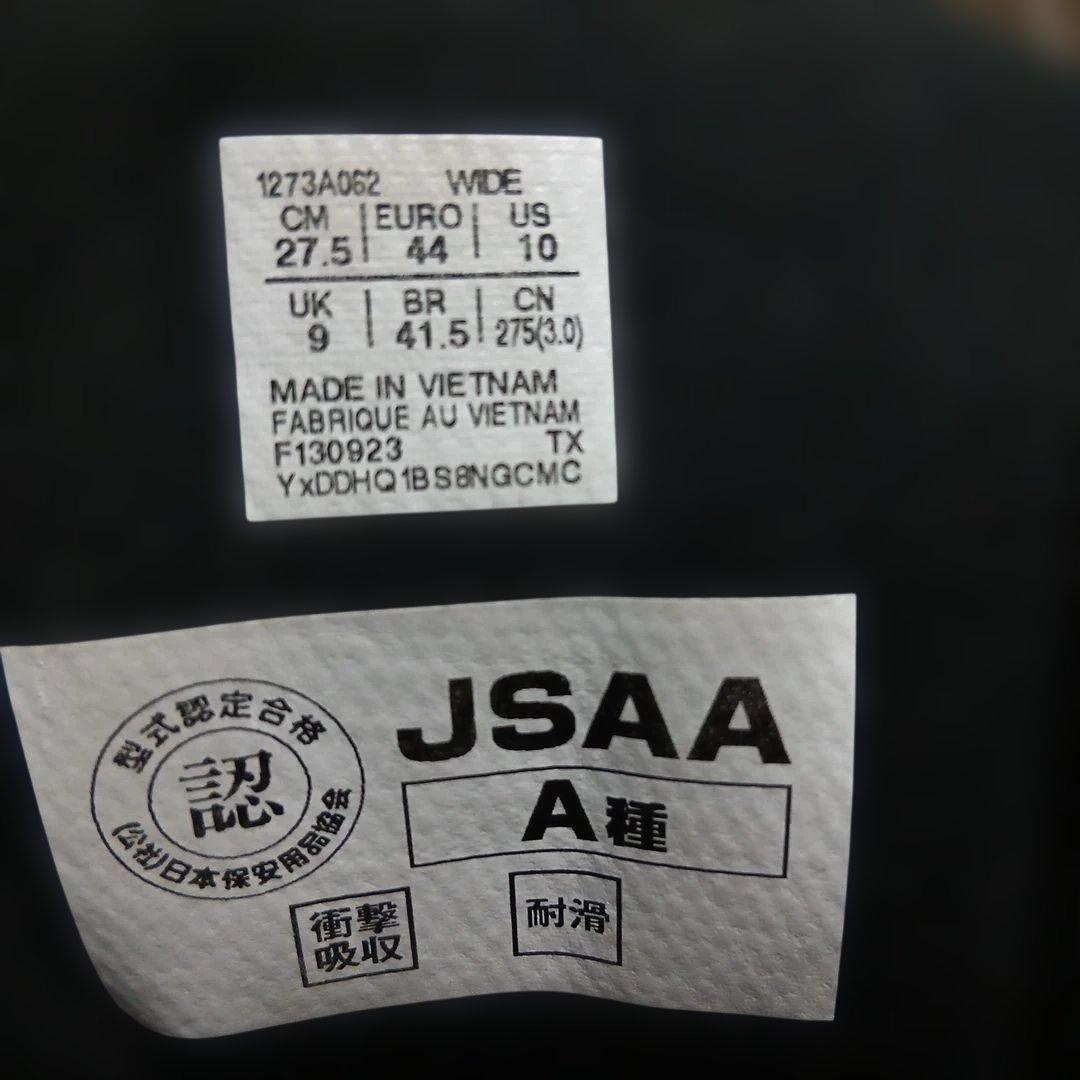 1273A062 WIDE
CM | EURO | US
27.5 | 44 | 10
UK | BR | CN
9 | 41.5 | 275(3.0)
MADE IN VIETNAM
FABRIQUE AU VIETNAM
F130923 TX
YxDDHQ1BS8NGCMC
JSAA
A種
型式認定合格
認
(公社)日本保安用品協会
衝撃
吸収
耐滑